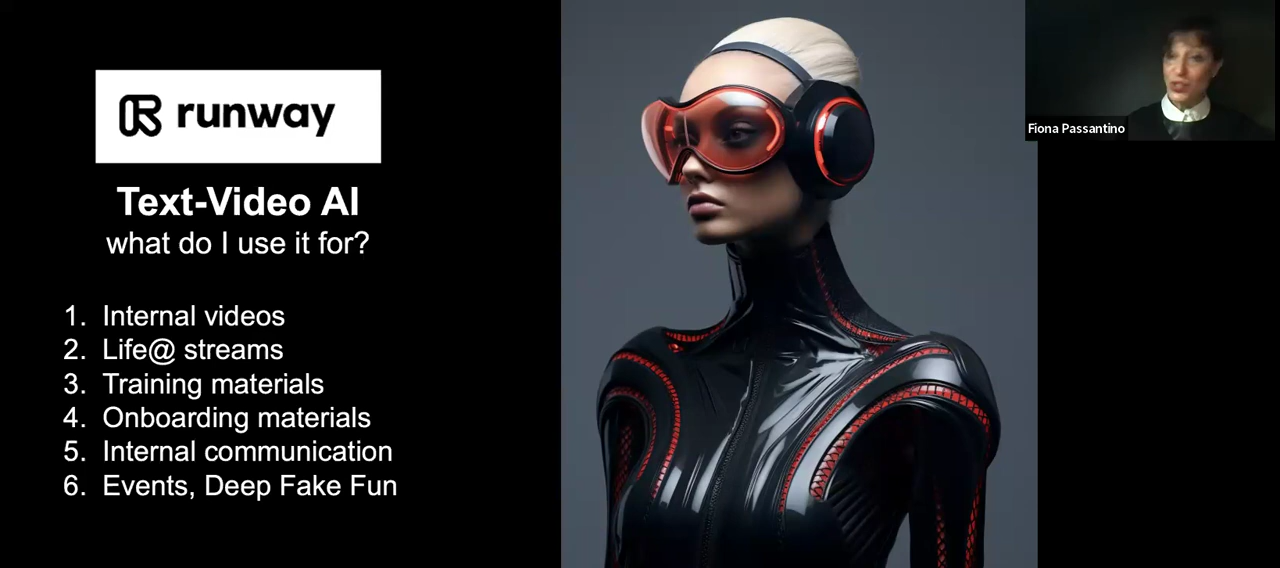 runway
Text-Video AI
what do I use it for?
1. Internal videos
2. Life@ streams
3. Training materials
4. Onboarding materials
5. Internal communication
6. Events, Deep Fake Fun
Fiona Passantino